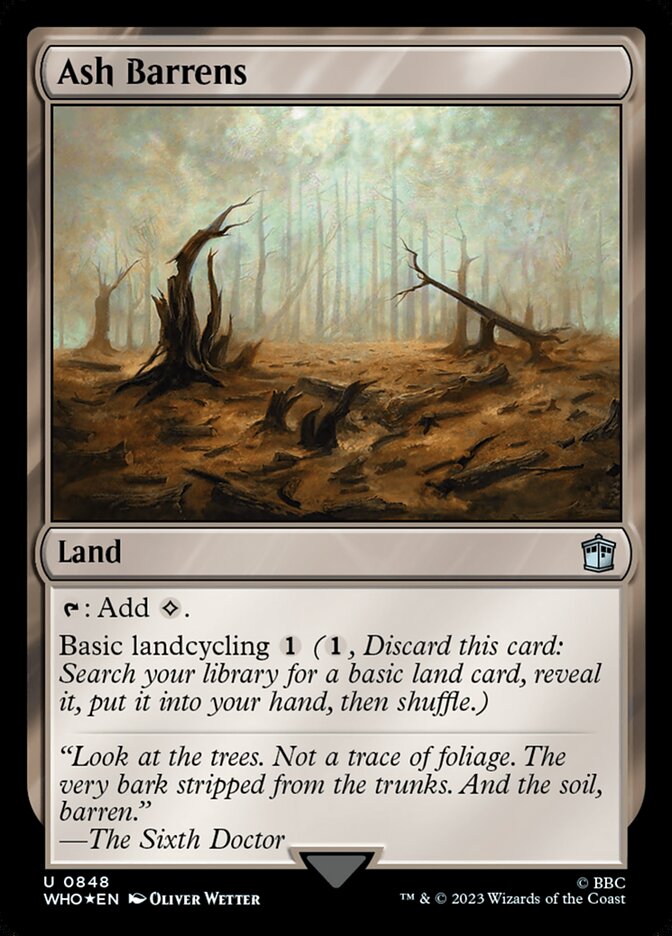 Ash Barrens
Land
: Add .
Basic landcycling 1 (1, Discard this card:
Search your library for a basic land card, reveal
it, put it into your hand, then shuffle.)
“Look at the trees. Not a trace of foliage. The
very bark stripped from the trunks. And the soil,
barren.”
—The Sixth Doctor
U 0848
WHO★EN Oliver Wetter
© BBC
™ & © 2023 Wizards of the Coast